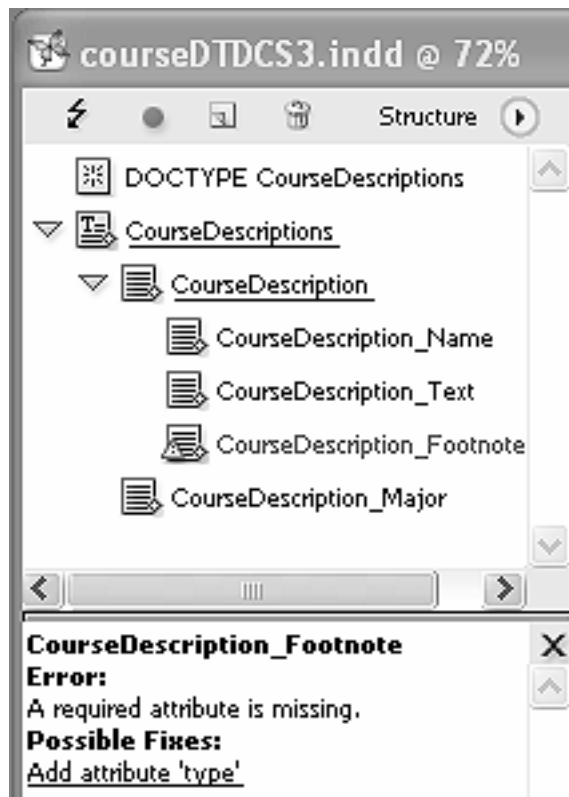 courseDTDCS3.indd @ 72%
Structure
DOCTYPE CourseDescriptions
CourseDescriptions
CourseDescription
CourseDescription_Name
CourseDescription_Text
CourseDescription_Footnote
CourseDescription_Major
CourseDescription_Footnote
Error:
A required attribute is missing.
Possible Fixes:
Add attribute 'type'